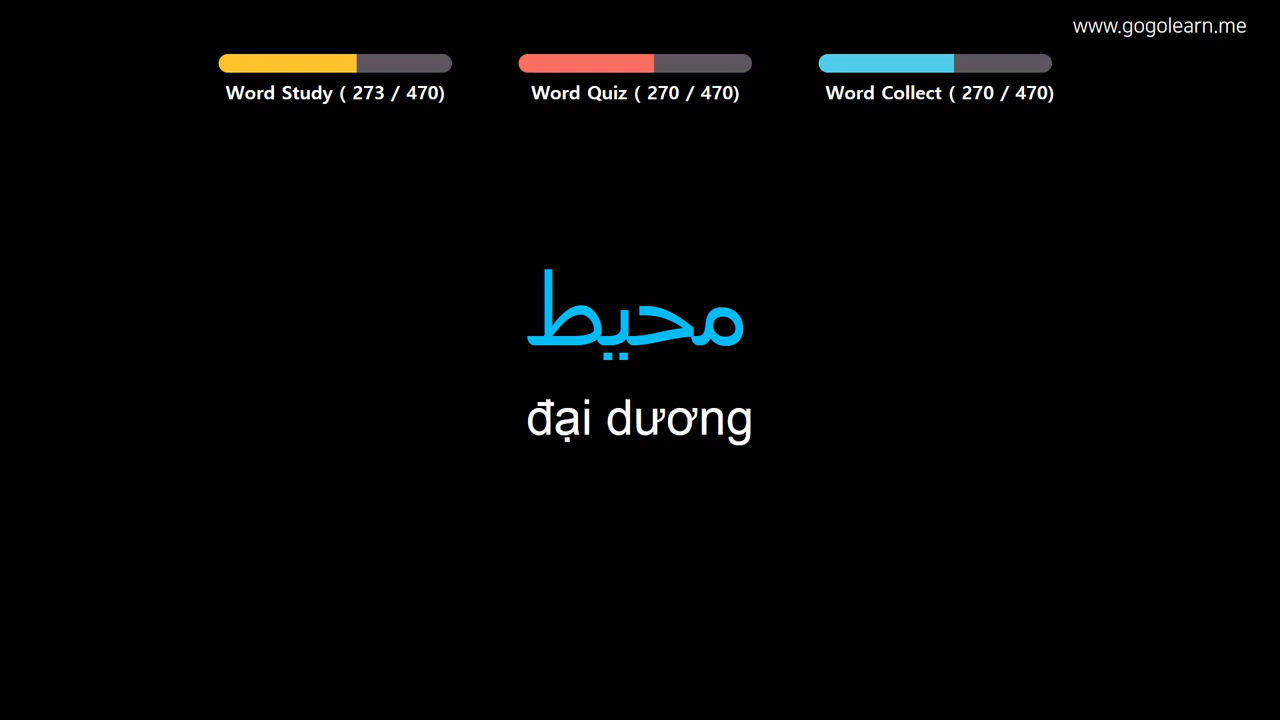 www.gogolearn.me
Word Study ( 273 / 470)
Word Quiz ( 270 / 470)
Word Collect ( 270 / 470)
محيط
đại dương